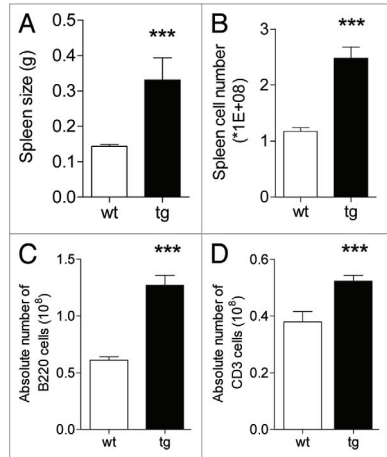 A
Spleen size (g)
0.5
0.4
0.3
0.2
0.1
0.0
***
wt
tg
B
Spleen cell number
(*1E+08)
3
2
1
0
***
wt
tg
C
Absolute number of
B220 cells (10⁸)
1.5
1.0
0.5
0.0
***
wt
tg
D
Absolute number of
CD3 cells (10⁸)
0.6
0.4
0.2
0.0
***
wt
tg